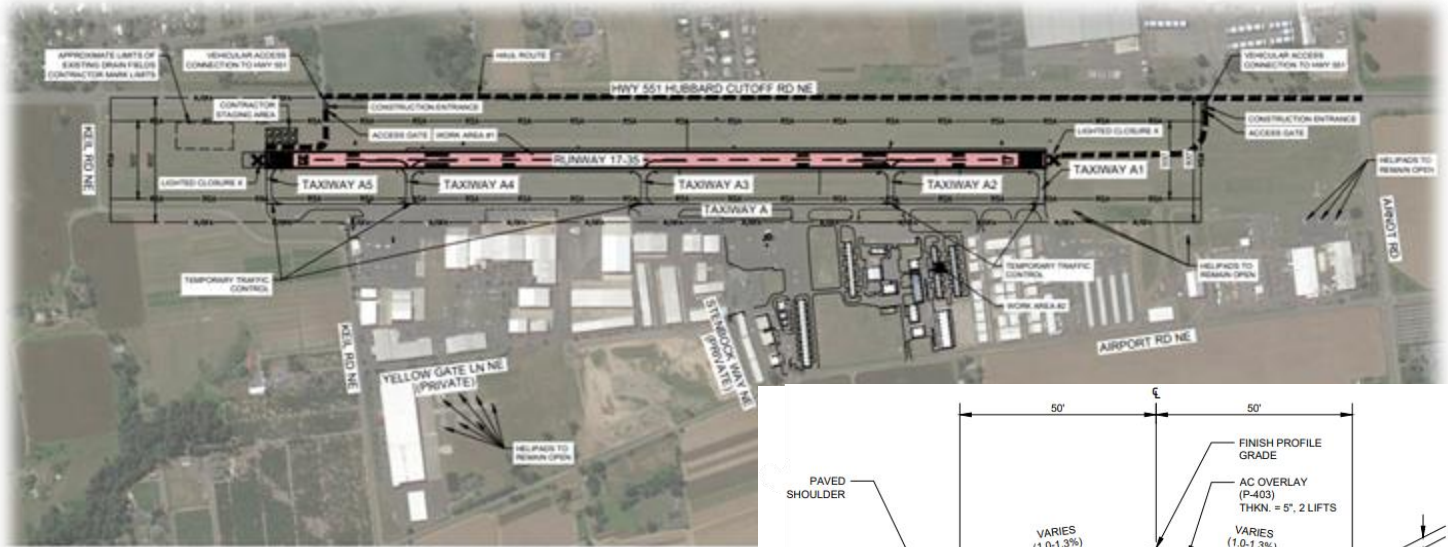 APPROXIMATE LIMITS OF
EXISTING DRAIN FIELDS
CONTRACTOR MARK LIMITS
VEHICULAR ACCESS
CONNECTION TO HWY 551
HAUL ROUTE
VEHICULAR ACCESS
CONNECTION TO HWY 551
HWY 551 HUBBARD CUTOFF RD NE
CONTRACTOR
STAGING AREA
CONSTRUCTION ENTRANCE
CONSTRUCTION ENTRANCE
ACCESS GATE
KEIL RD NE
ACCESS GATE
WORK AREA #1
LIGHTED CLOSURE X
RUNWAY 17-35
HELIPADS TO
REMAIN OPEN
LIGHTED CLOSURE X
TAXIWAY A5
TAXIWAY A4
TAXIWAY A3
TAXIWAY A2
TAXIWAY A1
TAXIWAY A
ARNDT RD
TEMPORARY TRAFFIC
CONTROL
TEMPORARY TRAFFIC
CONTROL
HELIPADS TO
REMAIN OPEN
WORK AREA #2
KEIL RD NE
STENBOCK WAY NE
(PRIVATE)
AIRPORT RD NE
YELLOW GATE LN NE
(PRIVATE)
HELIPADS TO
REMAIN OPEN
℄
50'
50'
FINISH PROFILE
GRADE
PAVED
SHOULDER
AC OVERLAY
(P-403)
THKN. = 5", 2 LIFTS
VARIES
(1.0-1.3%)
VARIES
(1.0-1.3%)